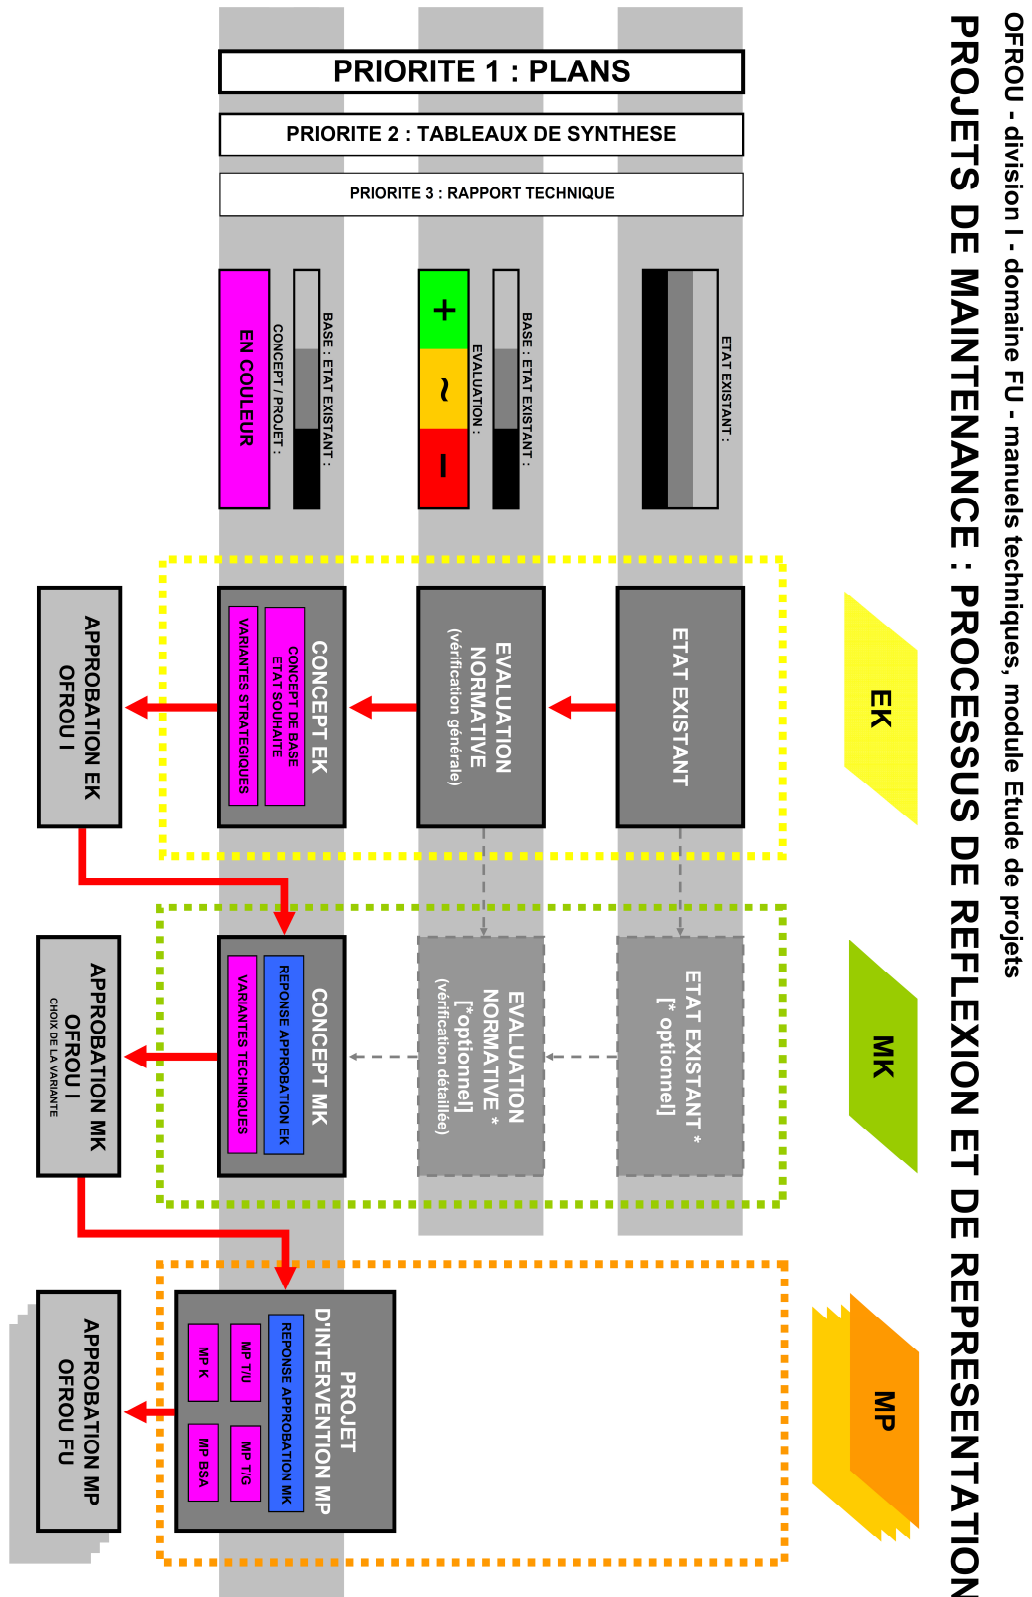 OFROU - division I - domaine FU - manuels techniques, module Etude de projets
PROJETS DE MAINTENANCE : PROCESSUS DE REFLEXION ET DE REPRESENTATION
PRIORITE 1 : PLANS
PRIORITE 2 : TABLEAUX DE SYNTHESE
PRIORITE 3 : RAPPORT TECHNIQUE
ETAT EXISTANT :
BASE : ETAT EXISTANT :
EVALUATION :
+ ~ −
BASE : ETAT EXISTANT :
CONCEPT / PROJET :
EN COULEUR
EK
ETAT EXISTANT
EVALUATION
NORMATIVE
(vérification générale)
CONCEPT EK
CONCEPT DE BASE
ETAT SOUHAITE
VARIANTES STRATEGIQUES
APPROBATION EK
OFROU I
MK
ETAT EXISTANT *
[* optionnel]
EVALUATION
NORMATIVE *
[*optionnel]
(vérification détaillée)
CONCEPT MK
REPONSE APPROBATION EK
VARIANTES TECHNIQUES
APPROBATION MK
OFROU I
CHOIX DE LA VARIANTE
MP
PROJET
D'INTERVENTION MP
REPONSE APPROBATION MK
NP T/U
MP T/G
MP K
MP BSA
APPROBATION MP
OFROU FU